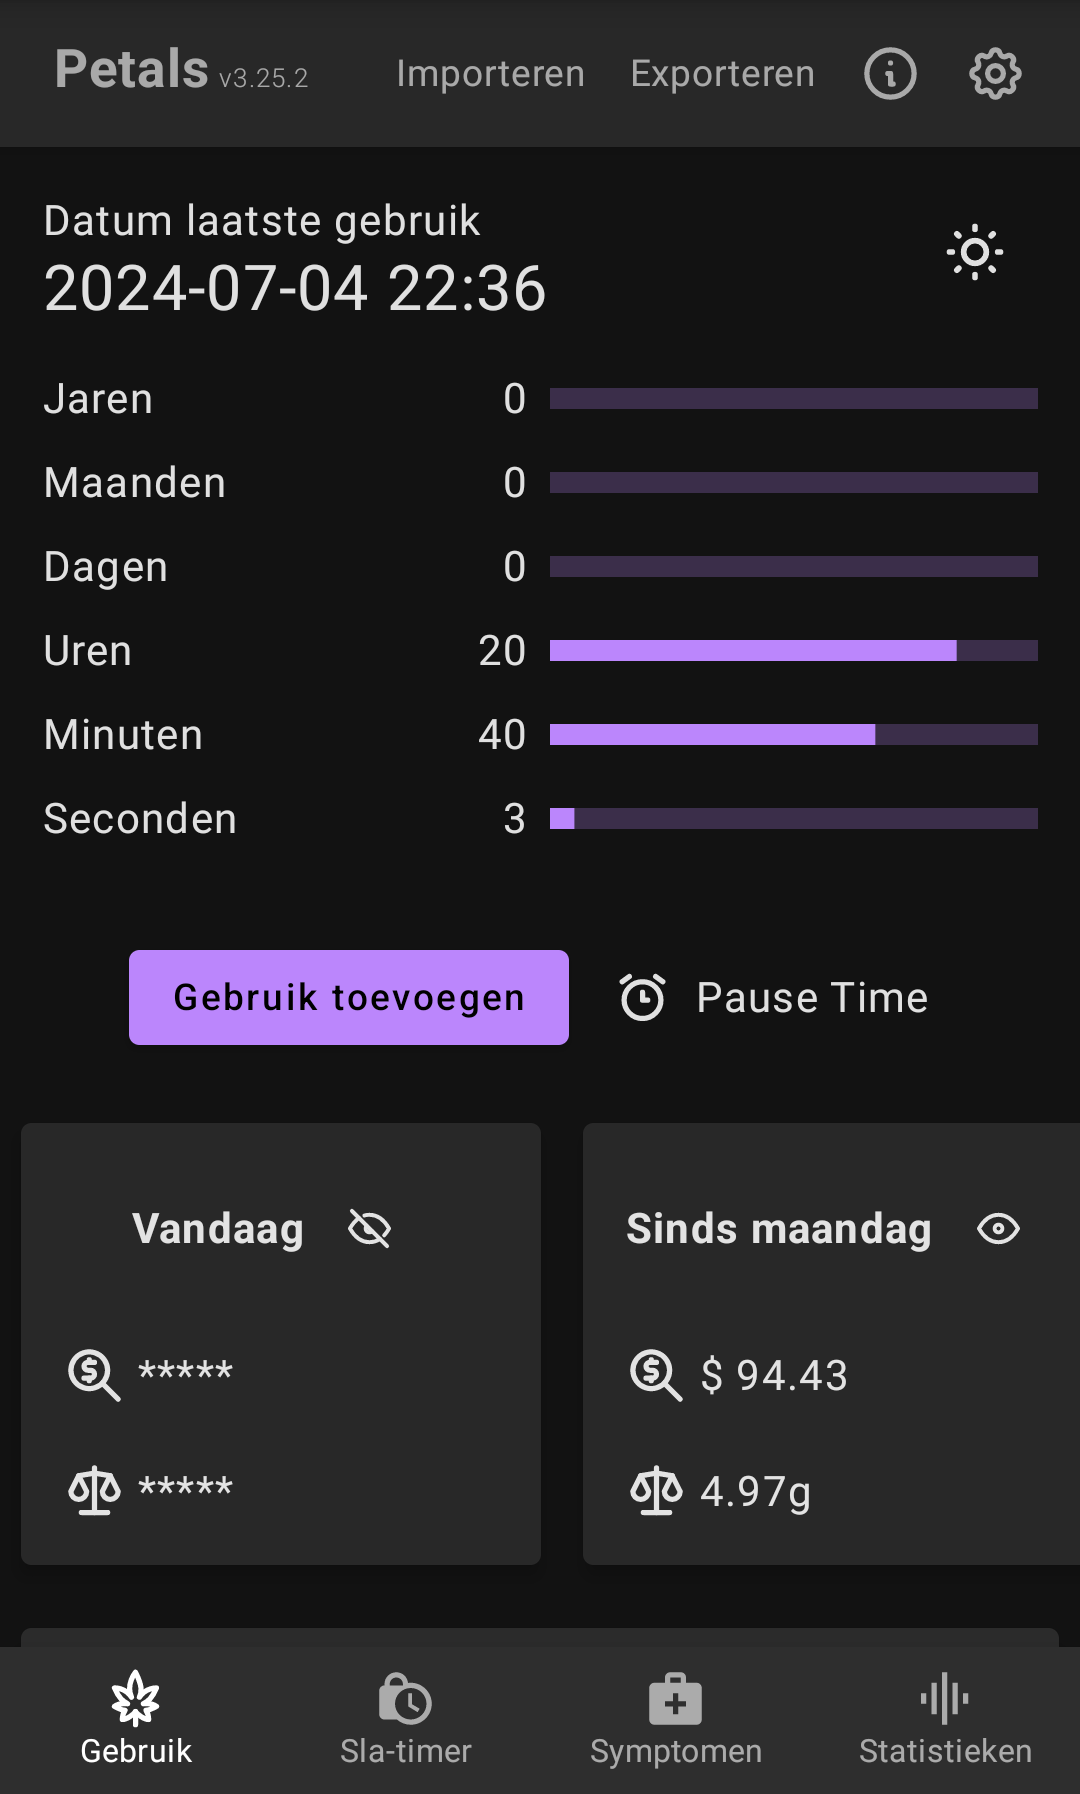 Petals v3.25.2 Importeren Exporteren
Datum laatste gebruik
2024-07-04 22:36
Jaren 0
Maanden 0
Dagen 0
Uren 20
Minuten 40
Seconden 3
Gebruik toevoegen Pause Time
Vandaag
*****
*****
Sinds maandag
$ 94.43
4.97g
Gebruik Sla-timer Symptomen Statistieken